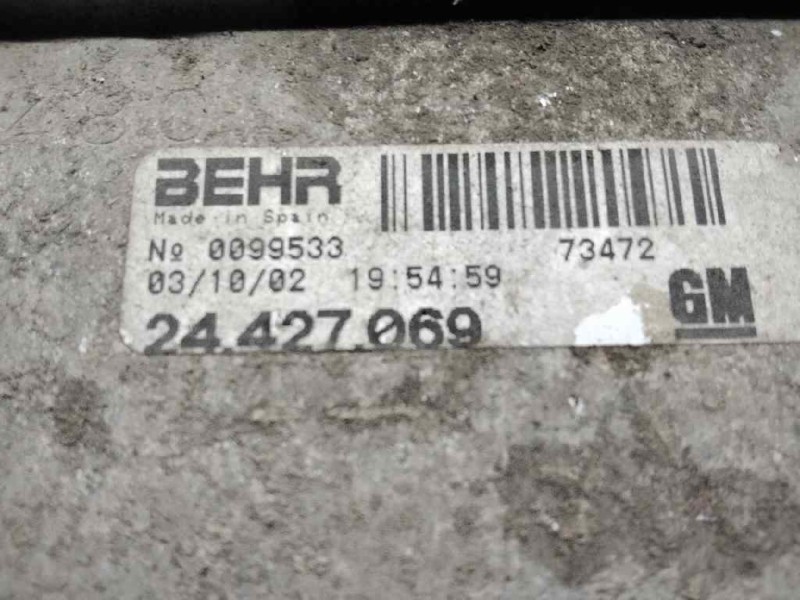 BEHR
Made in Spain
Nº 0099533 73472
03/10/02 19:54:59
24.427.069
GM